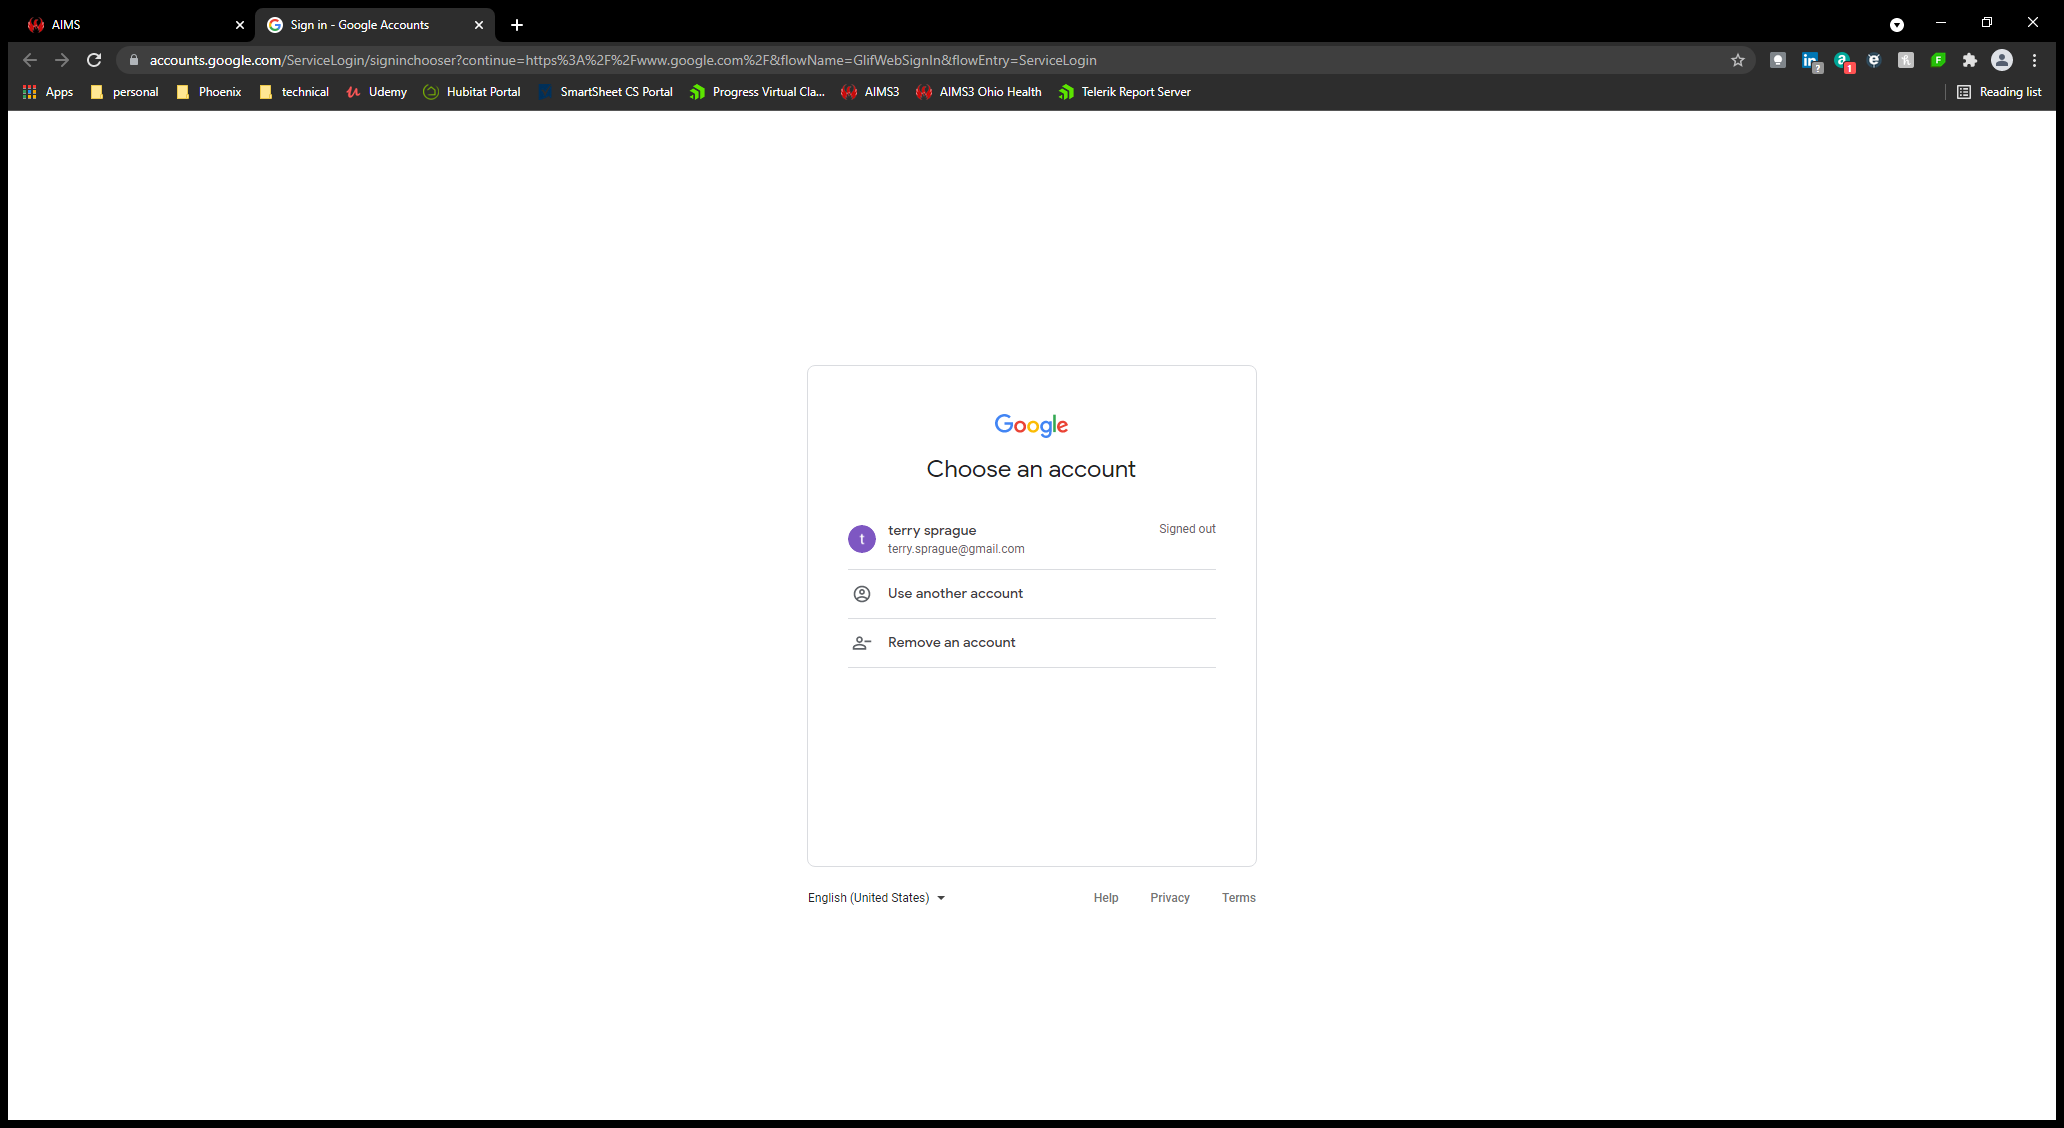 AIMS
Sign in - Google Accounts
accounts.google.com/ServiceLogin/signinchooser?continue=https%3A%2F%2Fwww.google.com%2F&flowName=GlifWebSignIn&flowEntry=ServiceLogin
in ? a 1 e F
Apps personal Phoenix technical Udemy Hubitat Portal SmartSheet CS Portal Progress Virtual Cla... AIMS3 AIMS3 Ohio Health Telerik Report Server Reading list
Google
Choose an account
t
terry sprague Signed out
terry.sprague@gmail.com
Use another account
Remove an account
English (United States) Help Privacy Terms